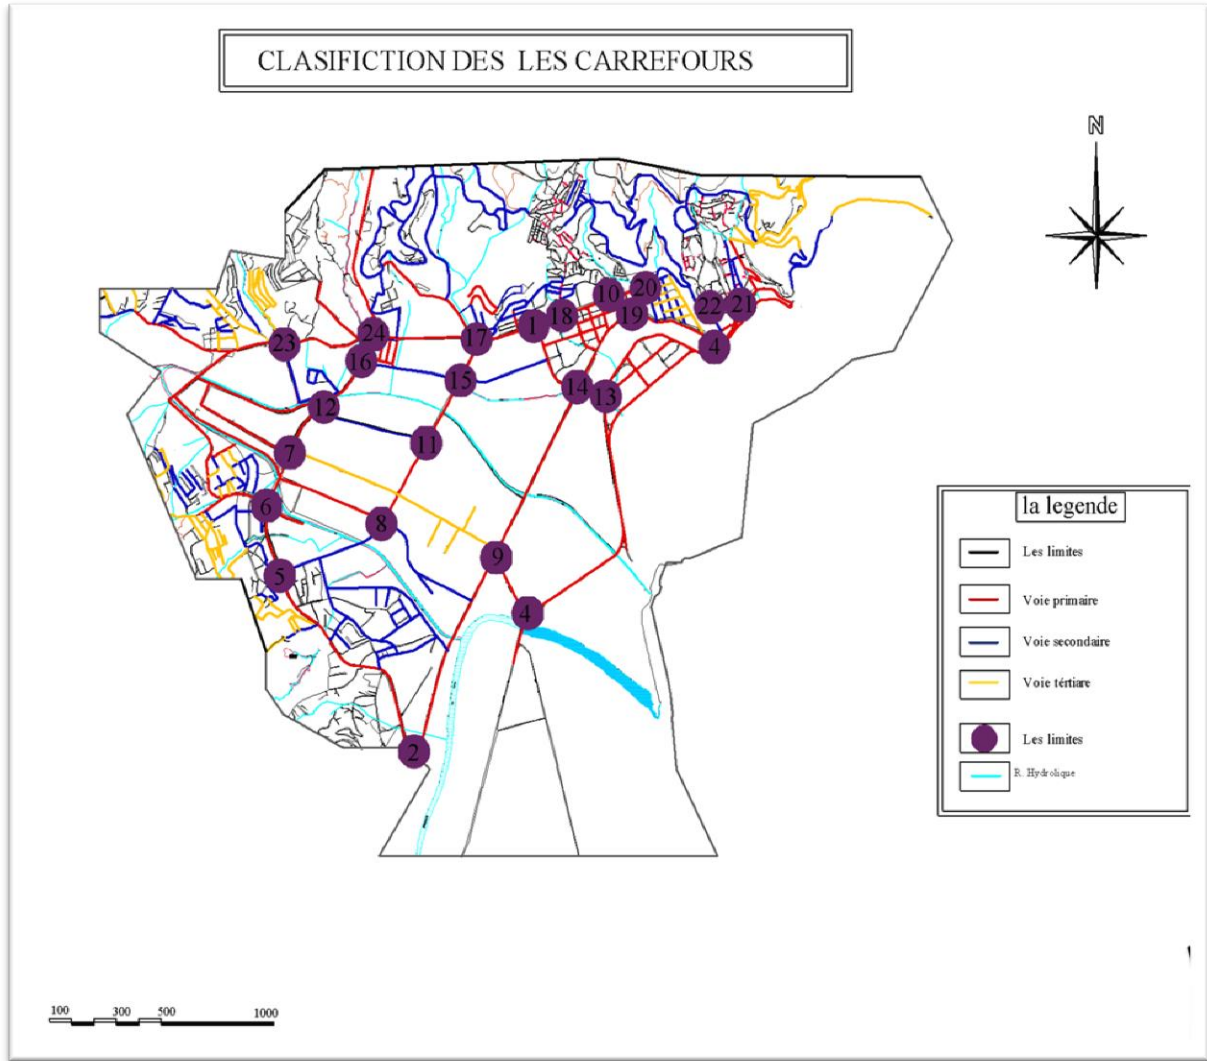 CLASIFICTION DES LES CARREFOURS
N
20
10
22
21
18
19
1
24
17
23
4
16
15
14
13
12
11
7
6
8
9
5
4
2
la legende
Les limites
Voie primaire
Voie secondaire
Voie tértiare
Les limites
R. Hydrolique
100 300 500 1000